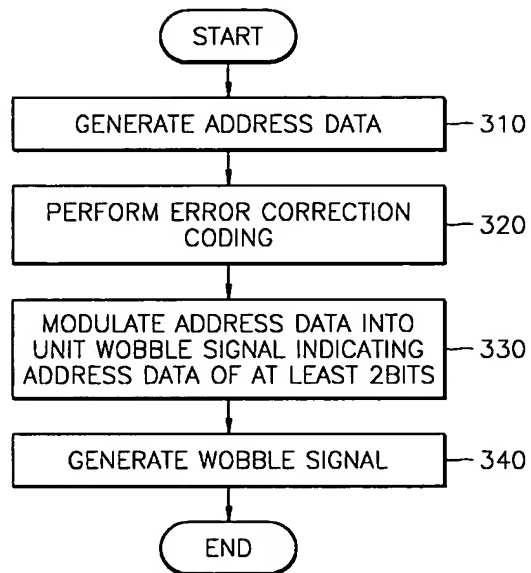 START
GENERATE ADDRESS DATA
310
PERFORM ERROR CORRECTION
CODING
320
MODULATE ADDRESS DATA INTO
UNIT WOBBLE SIGNAL INDICATING
ADDRESS DATA OF AT LEAST 2BITS
330
GENERATE WOBBLE SIGNAL
340
END